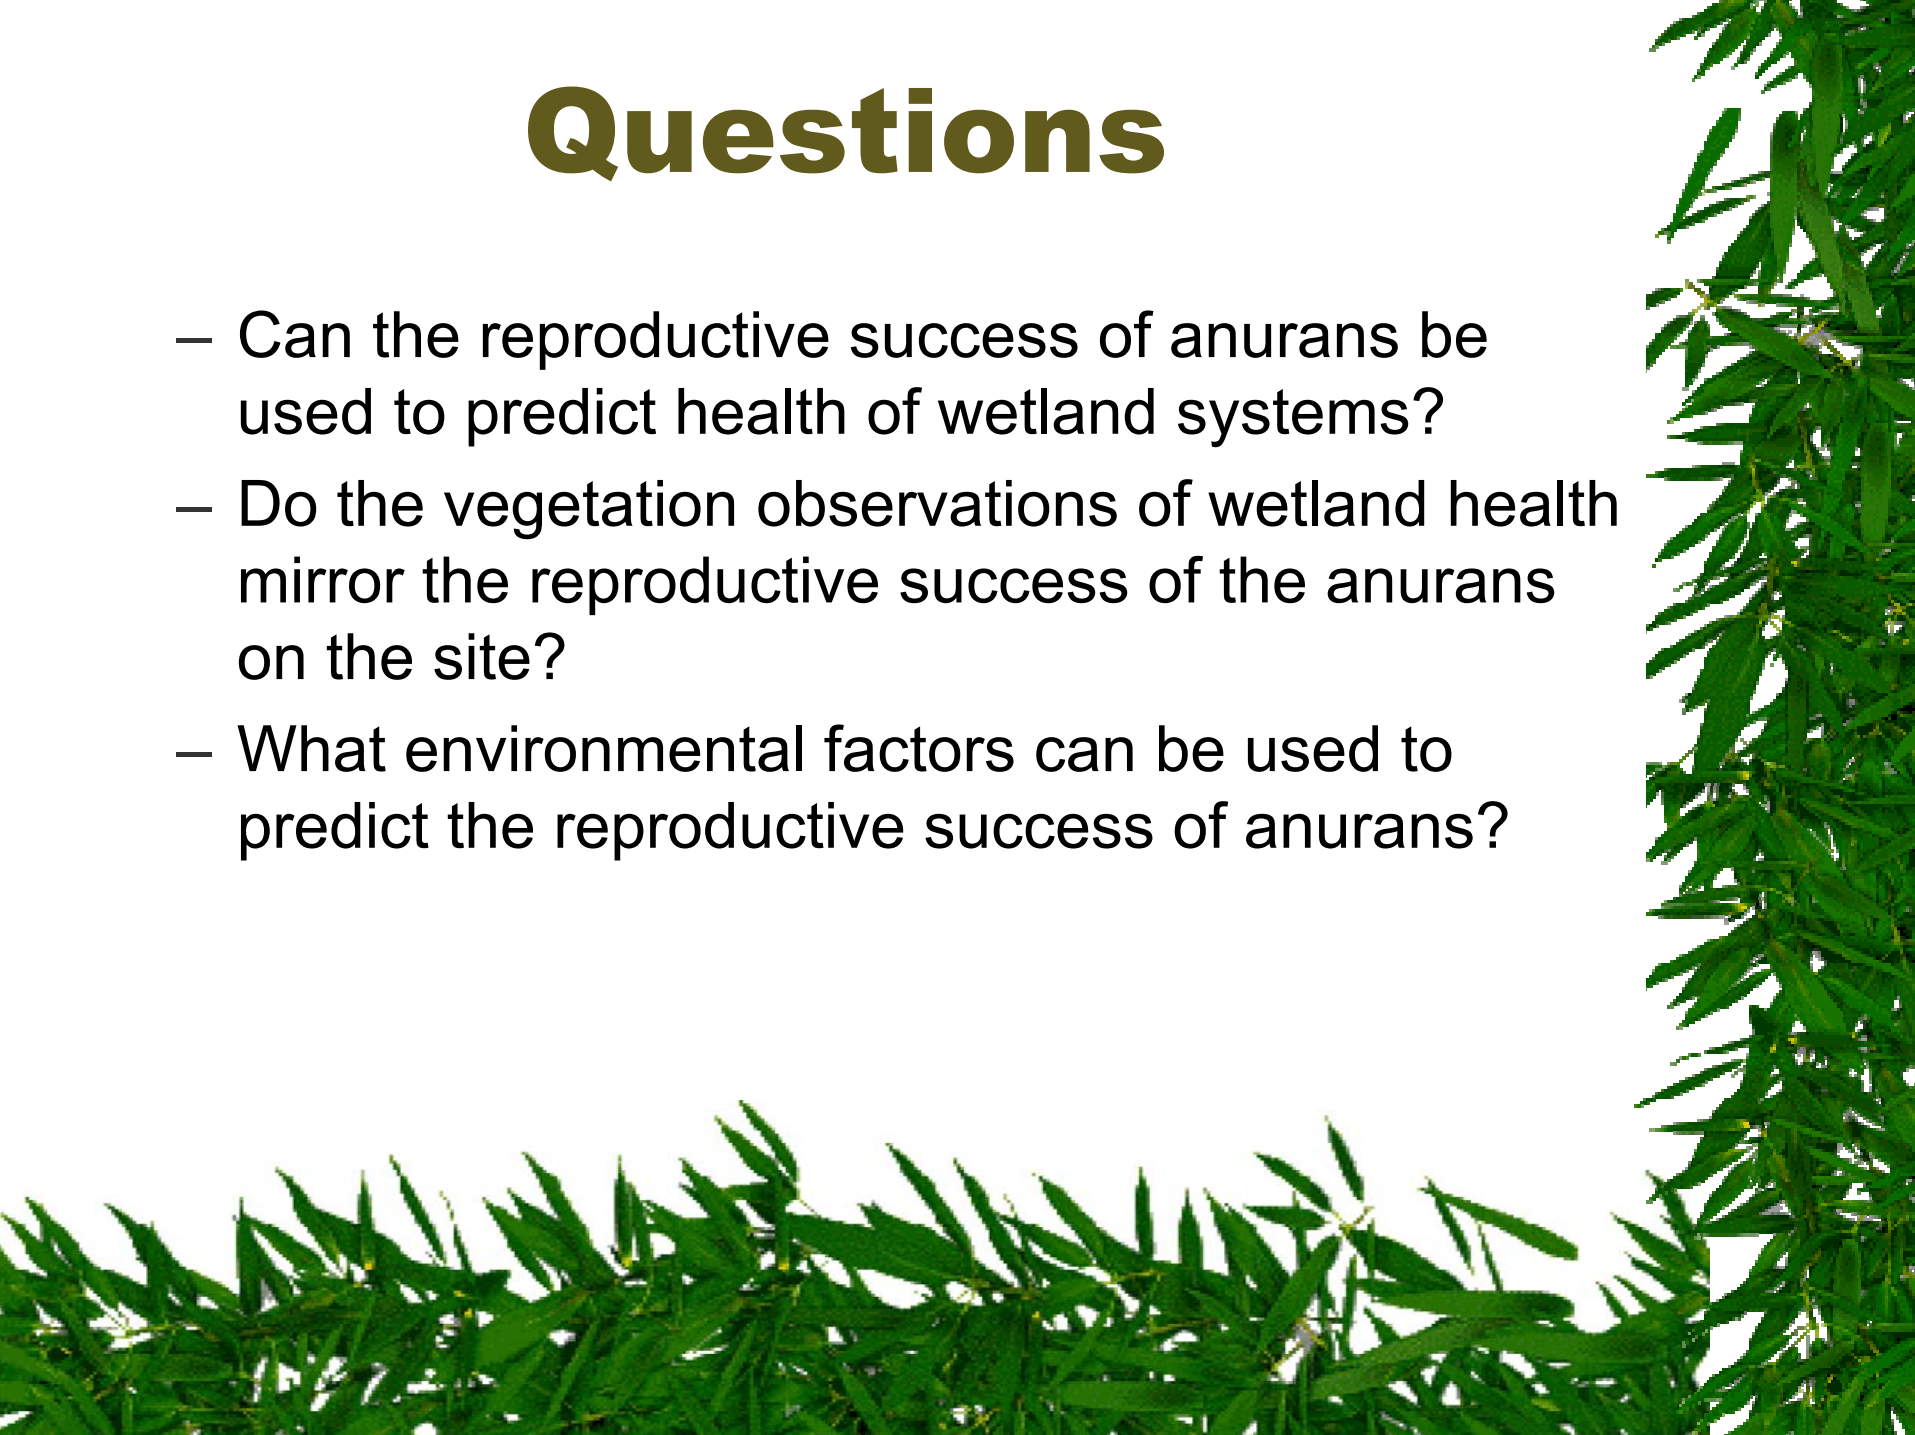 Questions
– Can the reproductive success of anurans be
used to predict health of wetland systems?
– Do the vegetation observations of wetland health
mirror the reproductive success of the anurans
on the site?
– What environmental factors can be used to
predict the reproductive success of anurans?